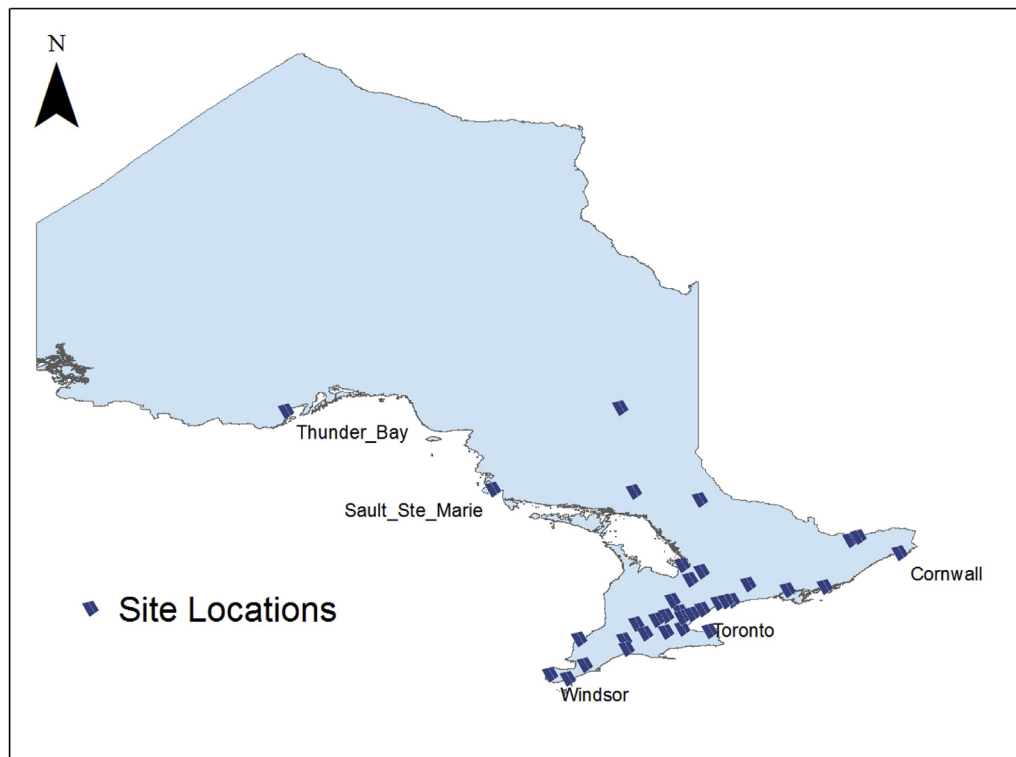 N
Thunder_Bay
Sault_Ste_Marie
Cornwall
Site Locations
Toronto
Windsor